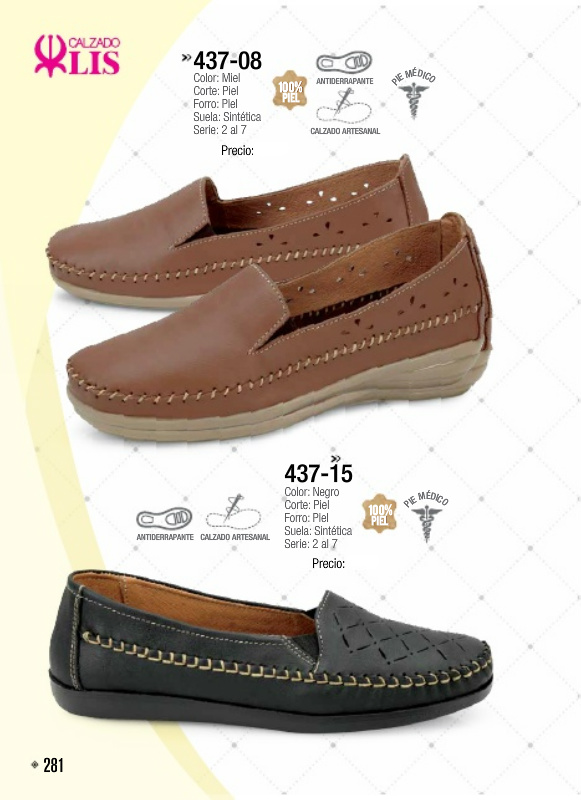 CALZADO
LIS
437-08
Color: Miel
Corte: Piel
Forro: Piel
Suela: Sintética
Serie: 2 al 7
Precio:
100%
PIEL
ANTIDERRAPANTE
CALZADO ARTESANAL
PIE MÉDICO
437-15
Color: Negro
Corte: Piel
Forro: Piel
Suela: Sintética
Serie: 2 al 7
Precio:
ANTIDERRAPANTE
CALZADO ARTESANAL
100%
PIEL
PIE MÉDICO
281